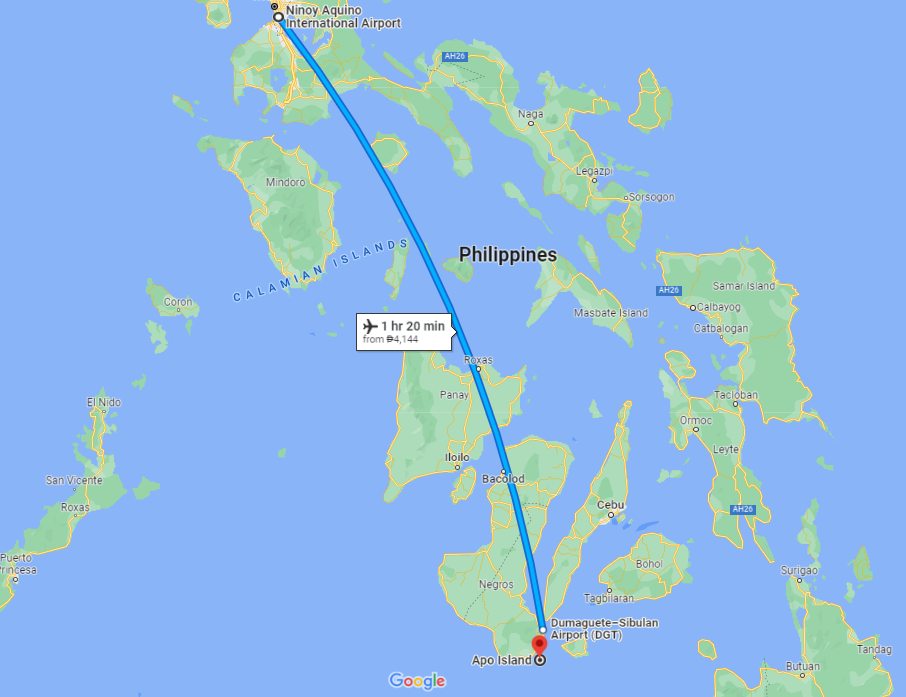 Ninoy Aquino
International Airport
AH26
Naga
Legazpi
Sorsogon
Mindoro
Philippines
CALAMIAN ISLANDS
Samar Island
AH26
Calbayog
Coron
Masbate Island
Catbalogan
1 hr 20 min
from ₱4,144
Roxas
Panay
Tacloban
El Nido
Ormoc
Leyte
Iloilo
Bacolod
San Vicente
Roxas
Cebu
AH26
Puerto
Princesa
Bohol
Surigao
Negros
Tagbilaran
Dumaguete–Sibulan
Airport (DGT)
Apo Island
Tandag
Butuan
Google